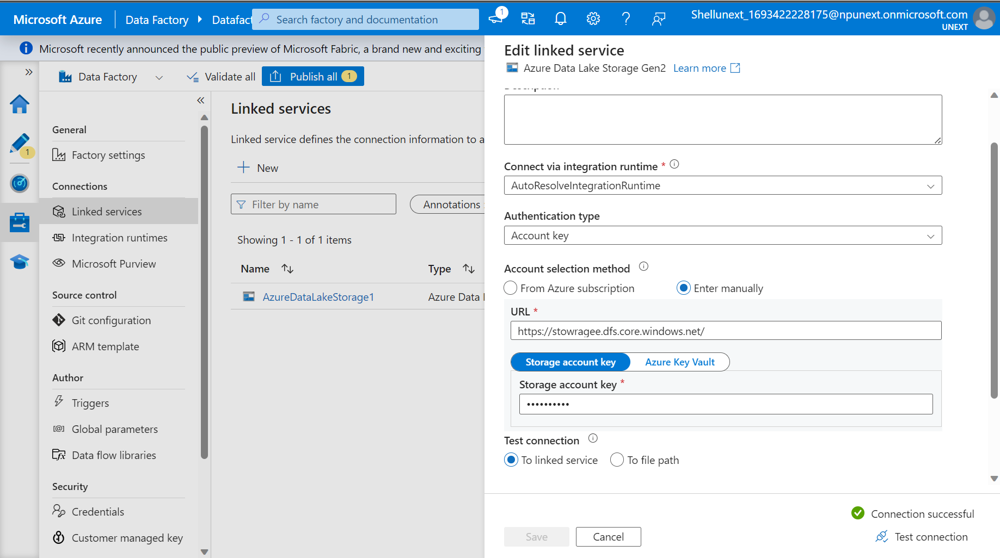 Microsoft Azure
Data Factory
Datafact
Search factory and documentation
1
Shellunext_1693422228175@npunext.onmicrosoft.com
UNEXT
Microsoft recently announced the public preview of Microsoft Fabric, a brand new and exciting
Data Factory
Validate all
Publish all 1
1
General
Factory settings
Connections
Linked services
Integration runtimes
Microsoft Purview
Source control
Git configuration
ARM template
Author
Triggers
Global parameters
Data flow libraries
Security
Credentials
Customer managed key
Linked services
Linked service defines the connection information to a
New
Filter by name
Annotations :
Showing 1 - 1 of 1 items
Name
Type
AzureDataLakeStorage1
Azure Data
Edit linked service
Azure Data Lake Storage Gen2 Learn more
Description
Connect via integration runtime *
AutoResolveIntegrationRuntime
Authentication type
Account key
Account selection method
From Azure subscription
Enter manually
URL *
https://stowragee.dfs.core.windows.net/
Storage account key
Azure Key Vault
Storage account key *
••••••••••
Test connection
To linked service
To file path
Connection successful
Save
Cancel
Test connection